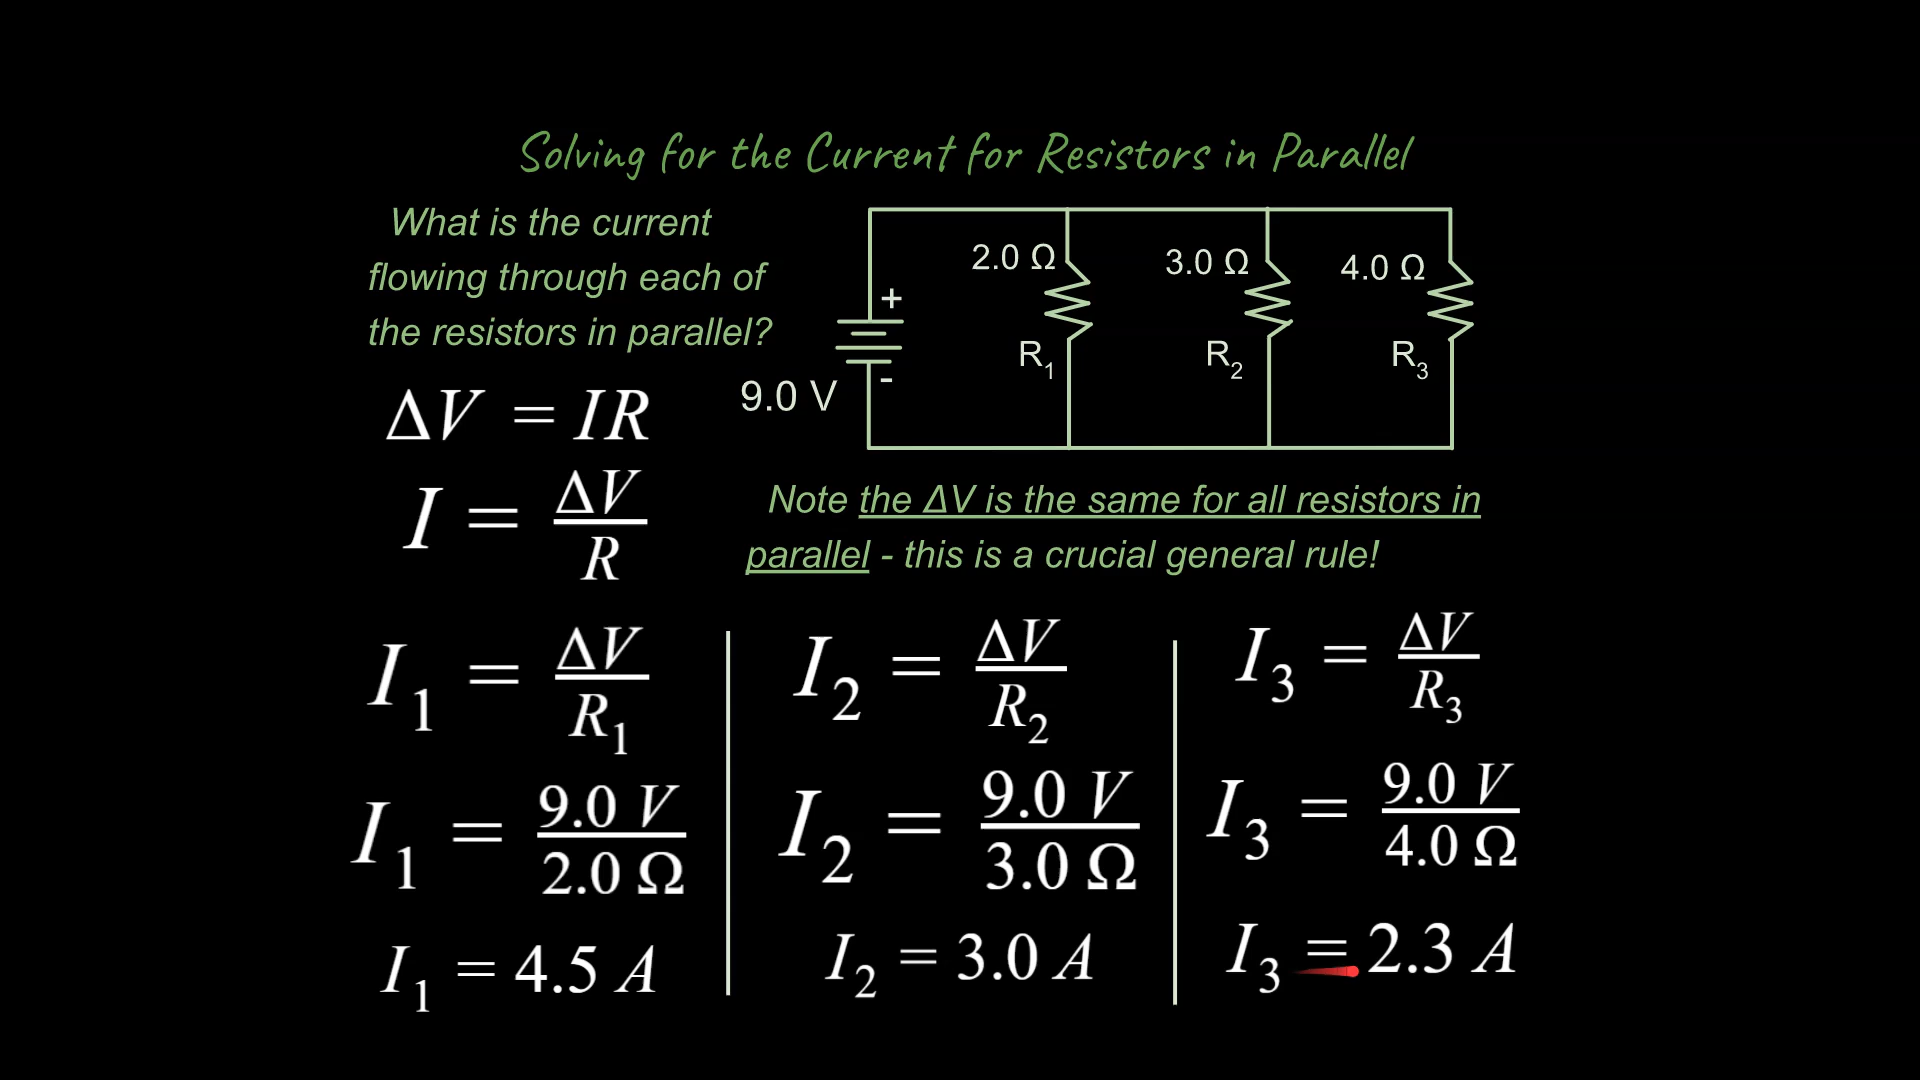 Solving for the Current for Resistors in Parallel
What is the current
flowing through each of
the resistors in parallel?
2.0 Ω
3.0 Ω
4.0 Ω
+
R1
R2
R3
-
9.0 V
ΔV = IR
I = ΔV/R
Note the ΔV is the same for all resistors in
parallel - this is a crucial general rule!
I1 = ΔV/R1
I1 = 9.0 V/2.0 Ω
I1 = 4.5 A
I2 = ΔV/R2
I2 = 9.0 V/3.0 Ω
I2 = 3.0 A
I3 = ΔV/R3
I3 = 9.0 V/4.0 Ω
I3 = 2.3 A